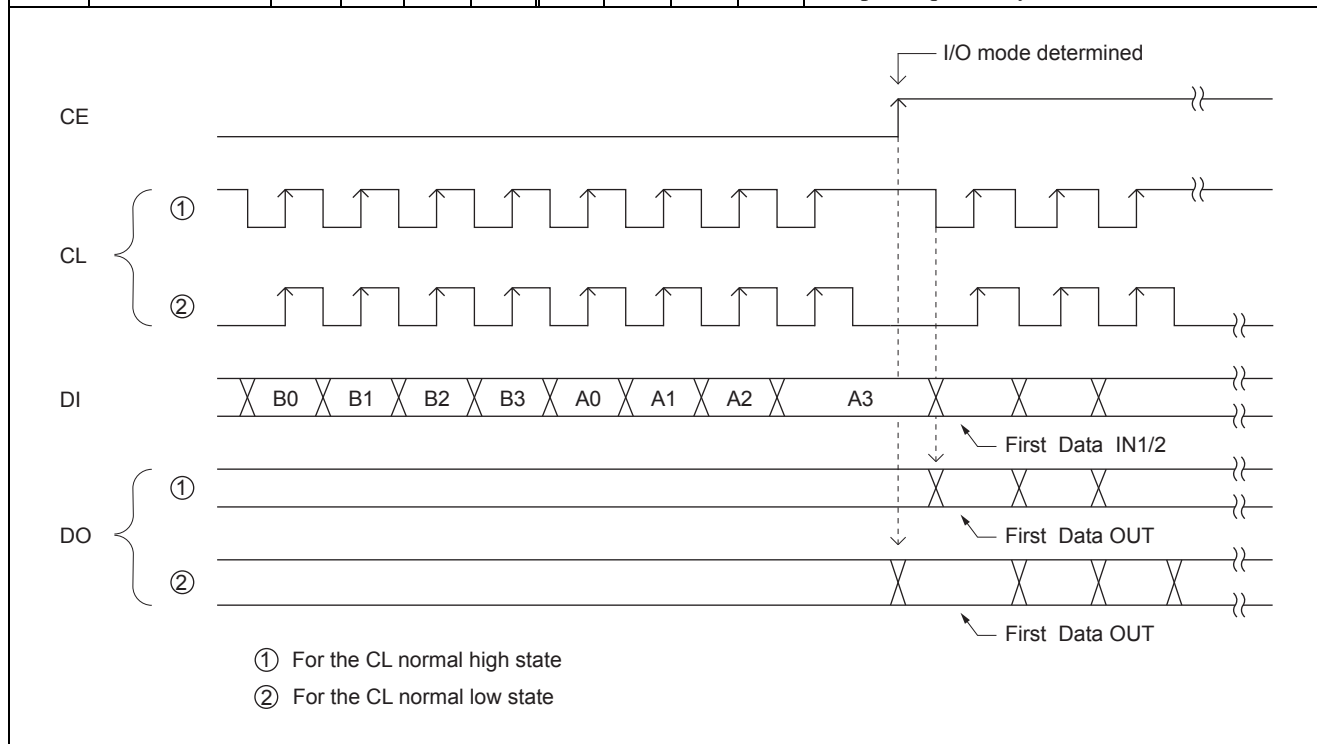 I/O mode determined
CE
①
CL
②
DI B0 B1 B2 B3 A0 A1 A2 A3
First Data IN1/2
①
DO First Data OUT
②
First Data OUT
① For the CL normal high state
② For the CL normal low state